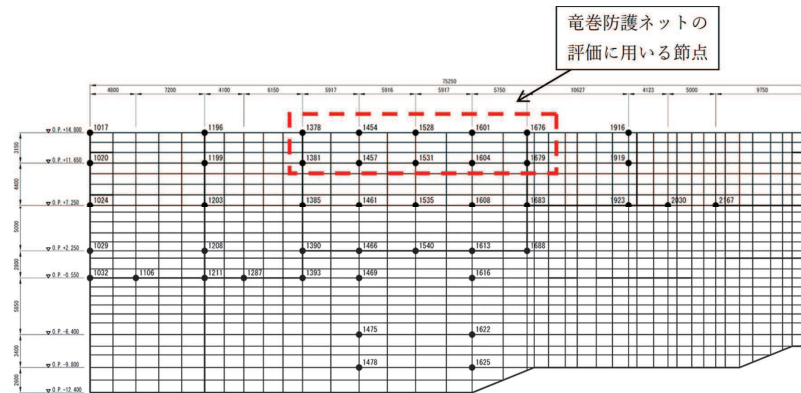 竜巻防護ネットの
評価に用いる節点
75250
4800 7200 4100 6150 5917 5916 5917 5750 10627 4123 5000 9750
O.P.+14.800 1017 1196 1378 1454 1528 1601 1676 1916
3150
O.P.+11.650 1020 1199 1381 1457 1531 1604 1679 1919
4400
O.P.+7.250 1024 1203 1385 1461 1535 1608 1683 1923 2030 2167
5000
O.P.+2.250 1029 1208 1390 1466 1540 1613 1688
2800
O.P.-0.550 1032 1106 1211 1287 1393 1469 1616
5850
O.P.-6.400 1475 1622
3400
O.P.-9.800 1478 1625
2600
O.P.-12.400